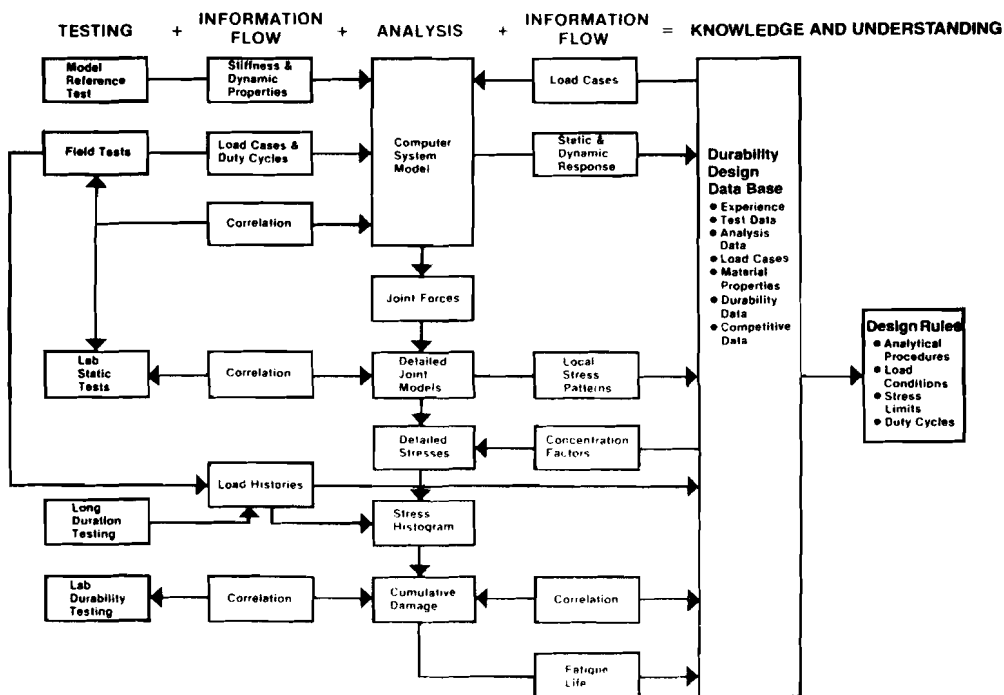 TESTING + INFORMATION FLOW + ANALYSIS + INFORMATION FLOW = KNOWLEDGE AND UNDERSTANDING
Model
Reference
Test
Stiffness &
Dynamic
Properties
Load Cases
Field Tests
Load Cases &
Duty Cycles
Computer
System
Model
Static &
Dynamic
Response
Correlation
Durability
Design
Data Base
• Experience
• Test Data
• Analysis
Data
• Load Cases
• Material
Properties
• Durability
Data
• Competitive
Data
Joint Forces
Design Rules
• Analytical
Procedures
• Load
Conditions
• Stress
Limits
• Duty Cycles
Lab
Static
Tests
Correlation
Detailed
Joint
Models
Local
Stress
Patterns
Detailed
Stresses
Concentration
Factors
Load Histories
Long
Duration
Testing
Stress
Histogram
Lab
Durability
Testing
Correlation
Cumulative
Damage
Correlation
Fatigue
Life